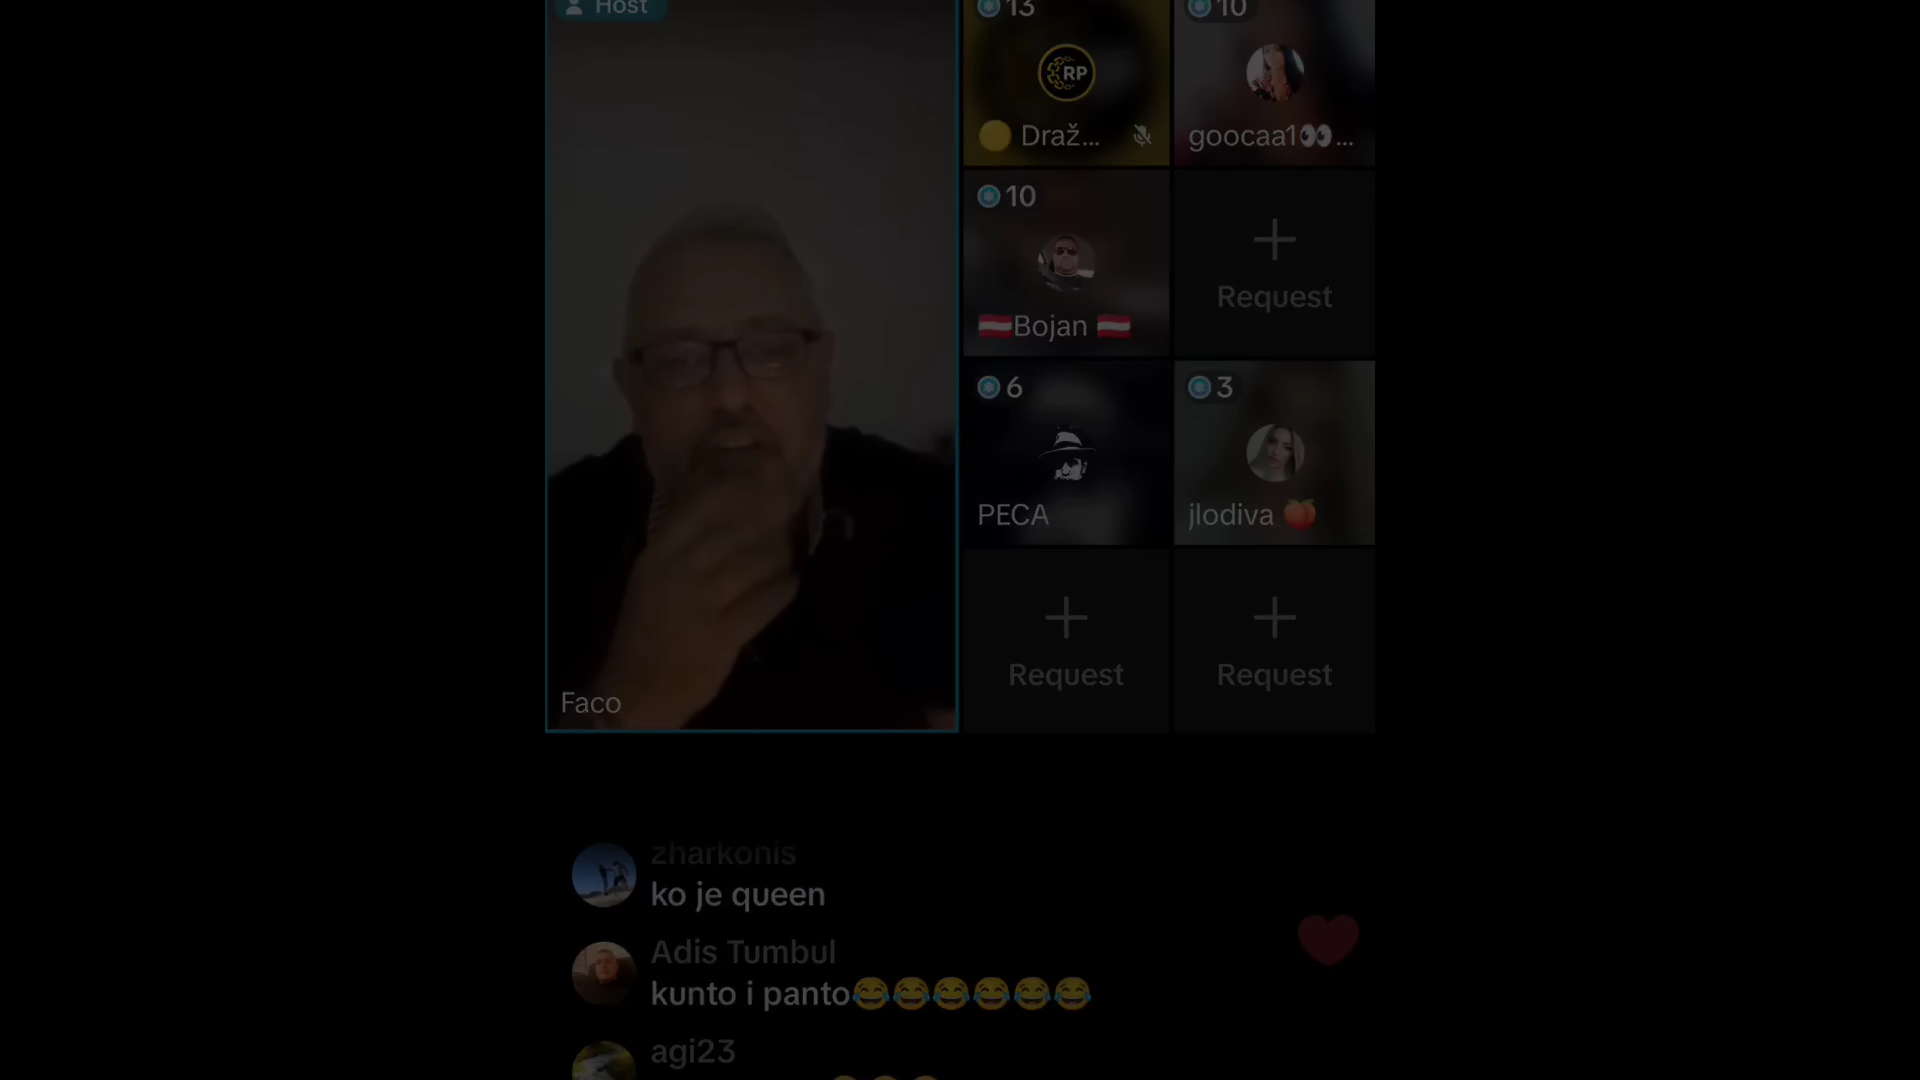 Host
13
10
RP
Draž...
goocaa1👀...
10
Request
🇦🇹Bojan 🇦🇹
6
3
PECA
jlodiva 🍑
Request
Request
Faco
zharkonis
ko je queen
Adis Tumbul
kunto i panto😂😂😂😂😂😂
agi23